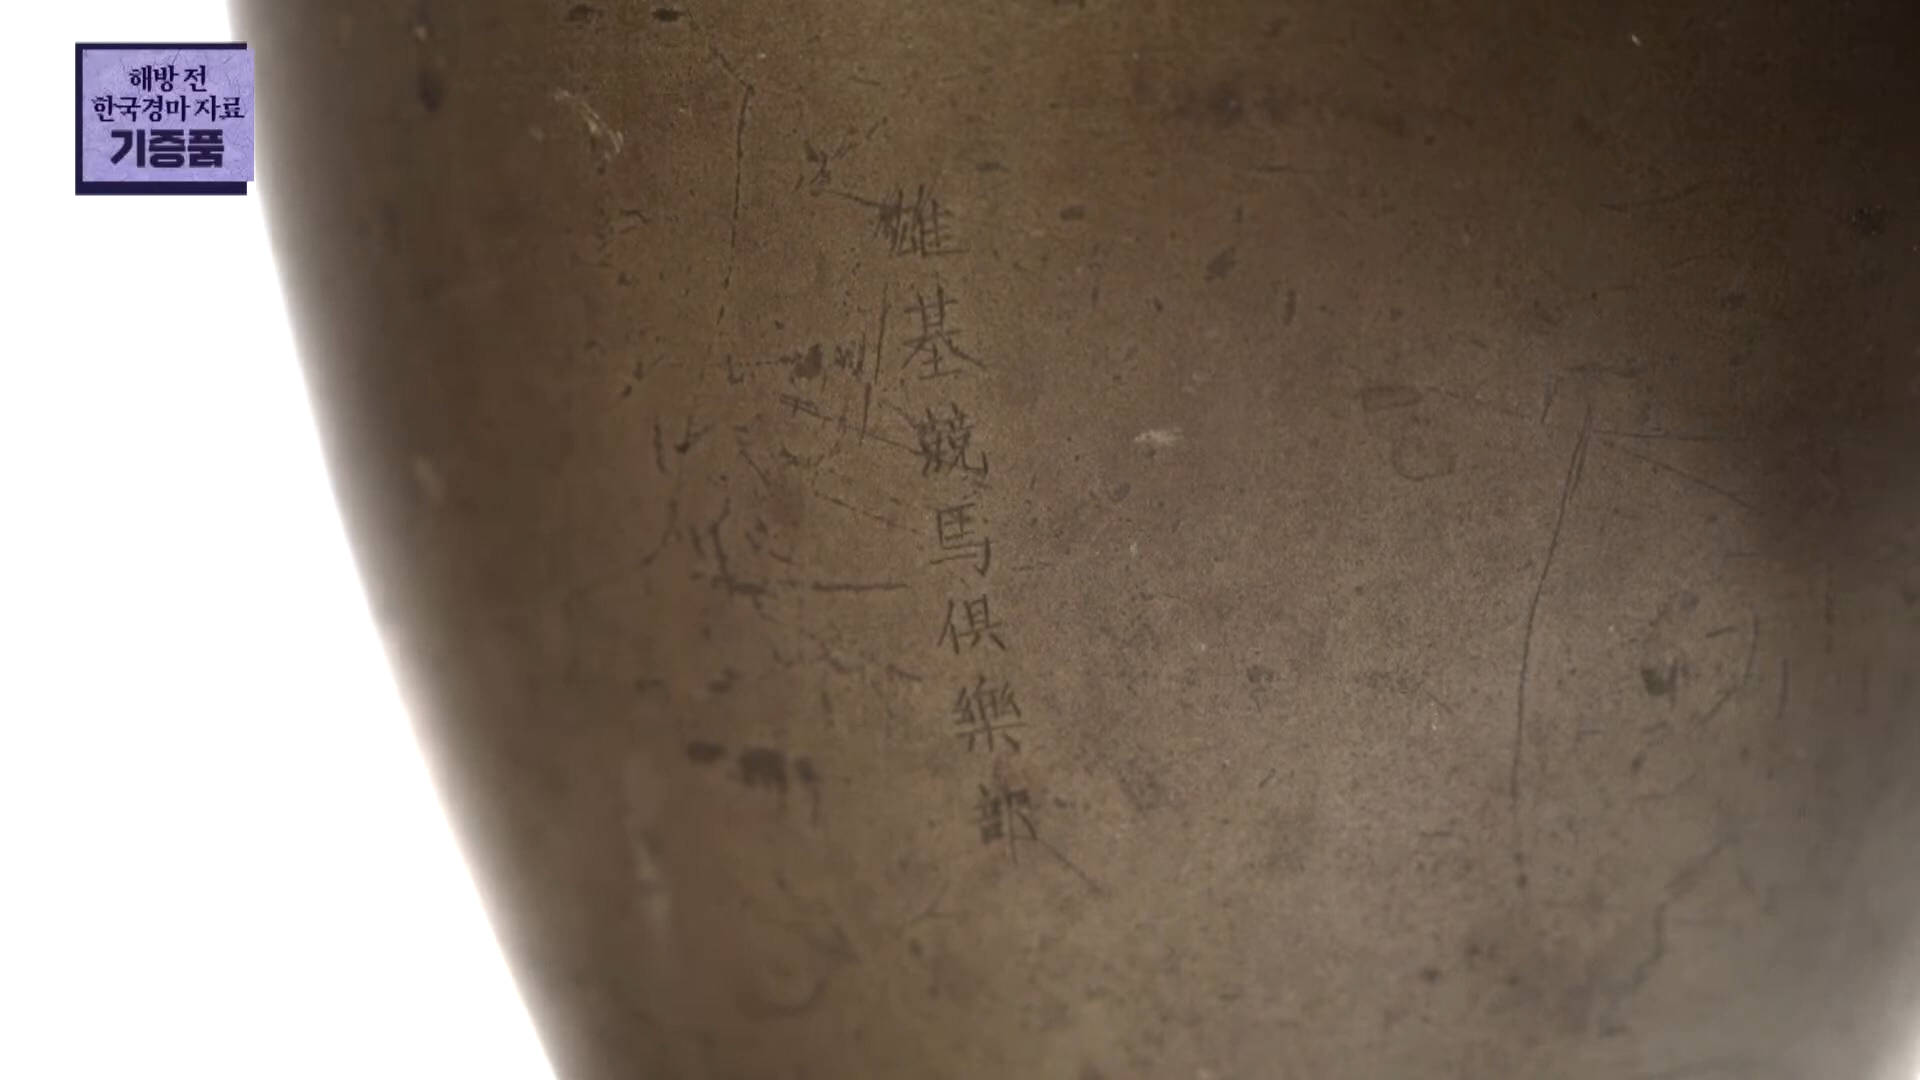 해방 전
한국경마 자료
기증품
雄基競馬俱樂部